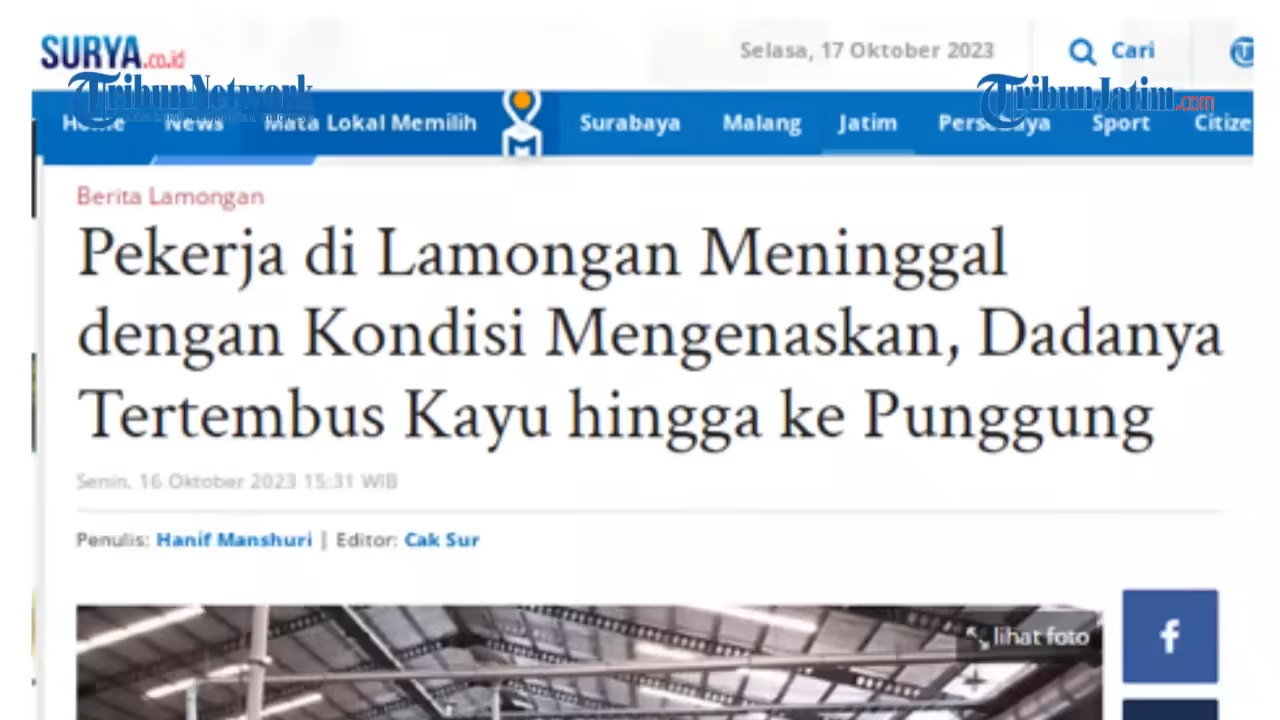 SURYA.co.id
Selasa, 17 Oktober 2023
Cari
TribunNetwork
TribunJatim.com
Home News Mata Lokal Memilih Surabaya Malang Jatim Persebaya Sport Citize
Berita Lamongan
Pekerja di Lamongan Meninggal
dengan Kondisi Mengenaskan, Dadanya
Tertembus Kayu hingga ke Punggung
Senin, 16 Oktober 2023 15:31 WIB
Penulis: Hanif Manshuri | Editor: Cak Sur
lihat foto
f